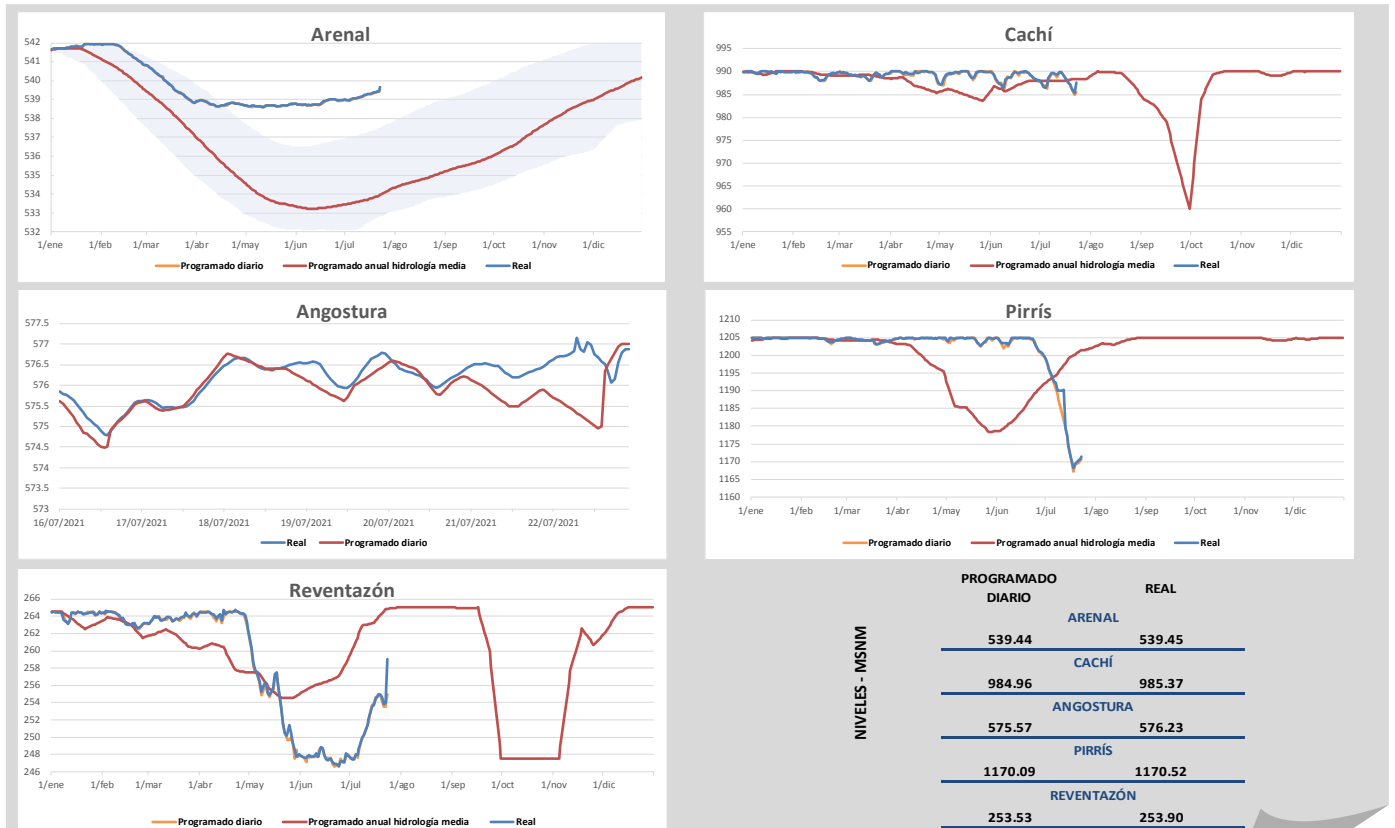 Arenal
542
541
540
539
538
537
536
535
534
533
532
1/ene 1/feb 1/mar 1/abr 1/may 1/jun 1/jul 1/ago 1/sep 1/oct 1/nov 1/dic
Programado diario Programado anual hidrología media Real
Cachí
995
990
985
980
975
970
965
960
955
1/ene 1/feb 1/mar 1/abr 1/may 1/jun 1/jul 1/ago 1/sep 1/oct 1/nov 1/dic
Programado diario Programado anual hidrología media Real
Angostura
577.5
577
576.5
576
575.5
575
574.5
574
573.5
573
16/07/2021 17/07/2021 18/07/2021 19/07/2021 20/07/2021 21/07/2021 22/07/2021
Real Programado diario
Pirrís
1210
1205
1200
1195
1190
1185
1180
1175
1170
1165
1160
1/ene 1/feb 1/mar 1/abr 1/may 1/jun 1/jul 1/ago 1/sep 1/oct 1/nov 1/dic
Programado diario Programado anual hidrología media Real
Reventazón
266
264
262
260
258
256
254
252
250
248
246
1/ene 1/feb 1/mar 1/abr 1/may 1/jun 1/jul 1/ago 1/sep 1/oct 1/nov 1/dic
Programado diario Programado anual hidrología media Real
NIVELES - MSNM
PROGRAMADO
DIARIO
REAL
ARENAL
539.44 539.45
CACHÍ
984.96 985.37
ANGOSTURA
575.57 576.23
PIRRÍS
1170.09 1170.52
REVENTAZÓN
253.53 253.90